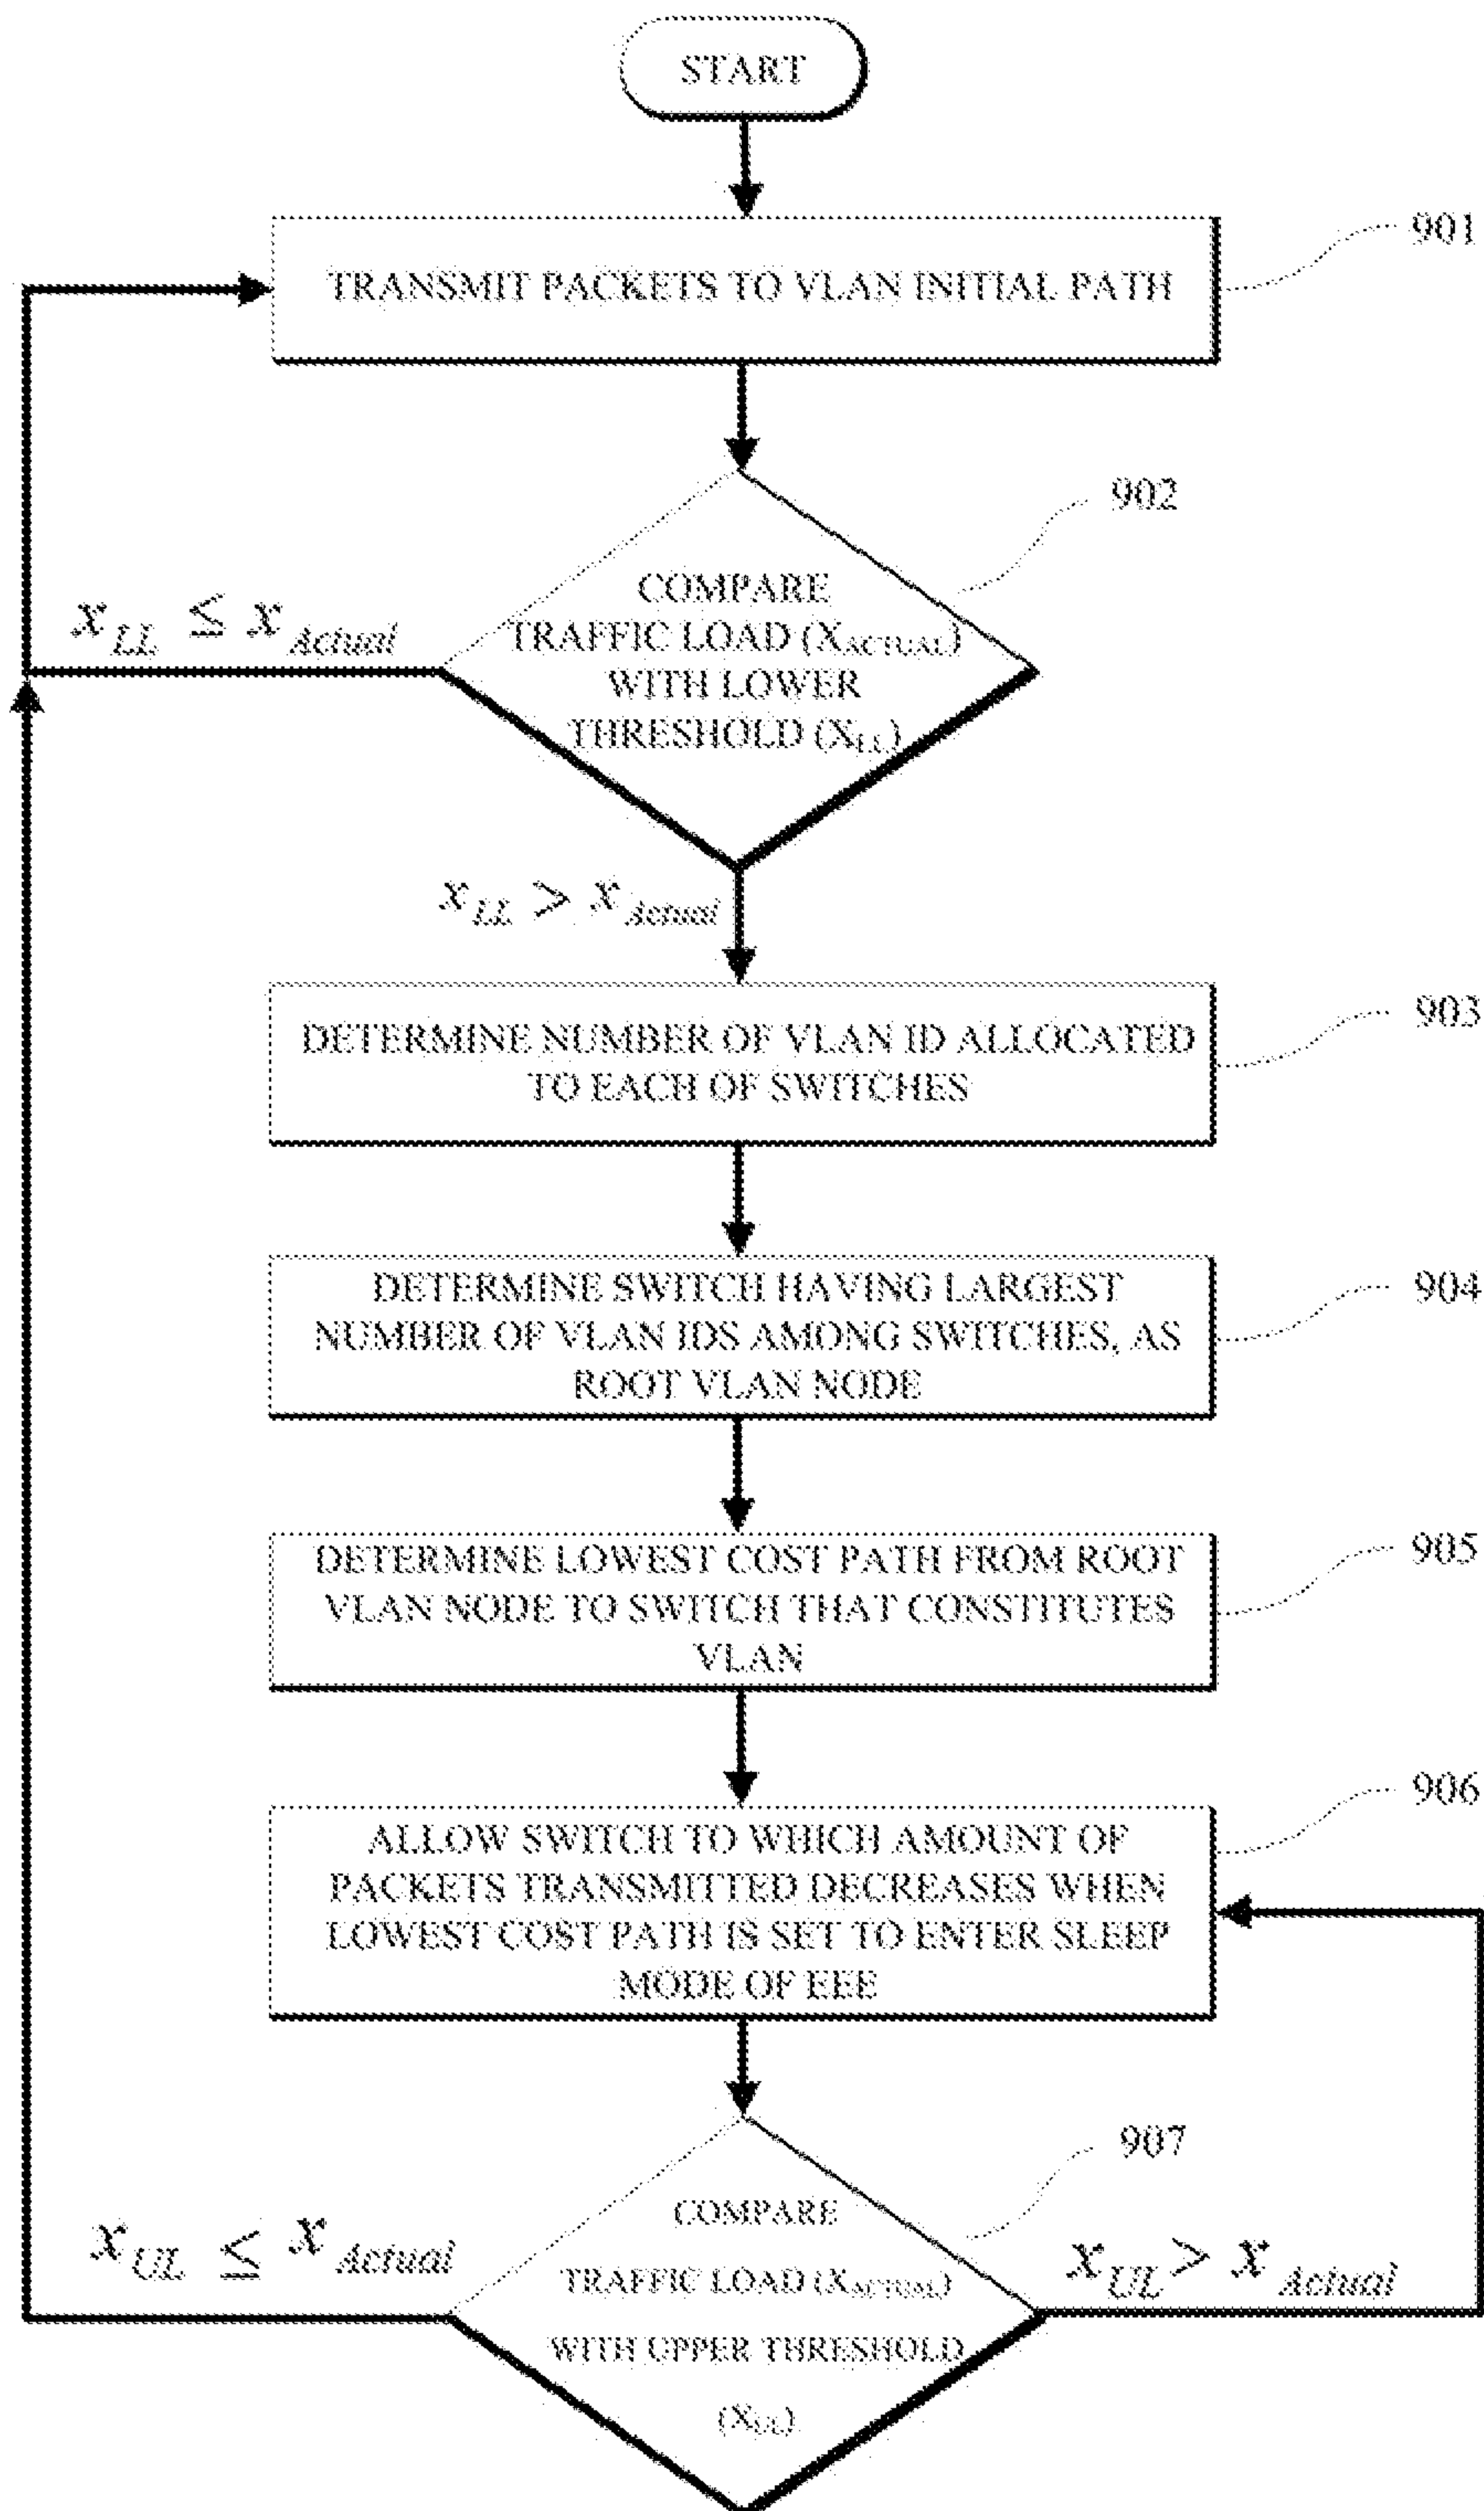 START
901
TRANSMIT PACKETS TO VLAN INITIAL PATH
902
COMPARE
TRAFFIC LOAD (XACTUAL)
WITH LOWER
THRESHOLD (XLL)
xLL ≤ xActual
xLL > xActual
903
DETERMINE NUMBER OF VLAN ID ALLOCATED
TO EACH OF SWITCHES
904
DETERMINE SWITCH HAVING LARGEST
NUMBER OF VLAN IDS AMONG SWITCHES, AS
ROOT VLAN NODE
905
DETERMINE LOWEST COST PATH FROM ROOT
VLAN NODE TO SWITCH THAT CONSTITUTES
VLAN
906
ALLOW SWITCH TO WHICH AMOUNT OF
PACKETS TRANSMITTED DECREASES WHEN
LOWEST COST PATH IS SET TO ENTER SLEEP
MODE OF EEE
907
COMPARE
TRAFFIC LOAD (XACTUAL)
WITH UPPER THRESHOLD
(XUL)
xUL ≤ xActual
xUL > xActual